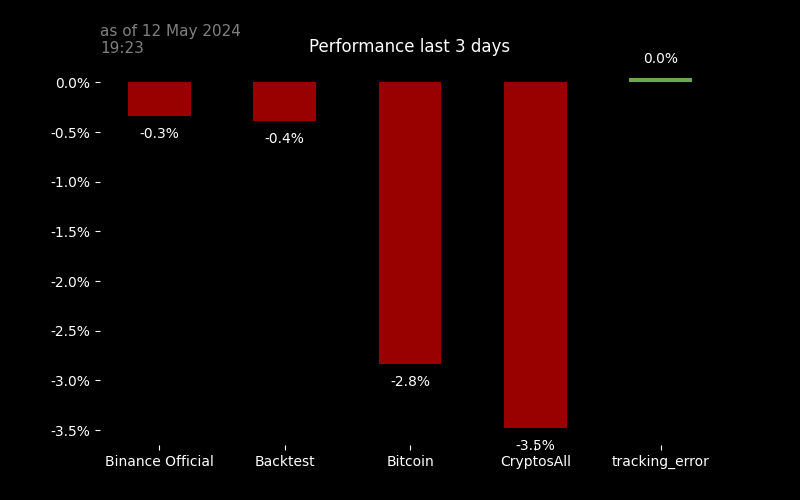 as of 12 May 2024
19:23
Performance last 3 days
0.0%
0.0%
-0.5%
-0.3%
-0.4%
-1.0%
-1.5%
-2.0%
-2.5%
-3.0%
-2.8%
-3.5%
-3.5%
Binance Official
Backtest
Bitcoin
CryptosAll
tracking_error